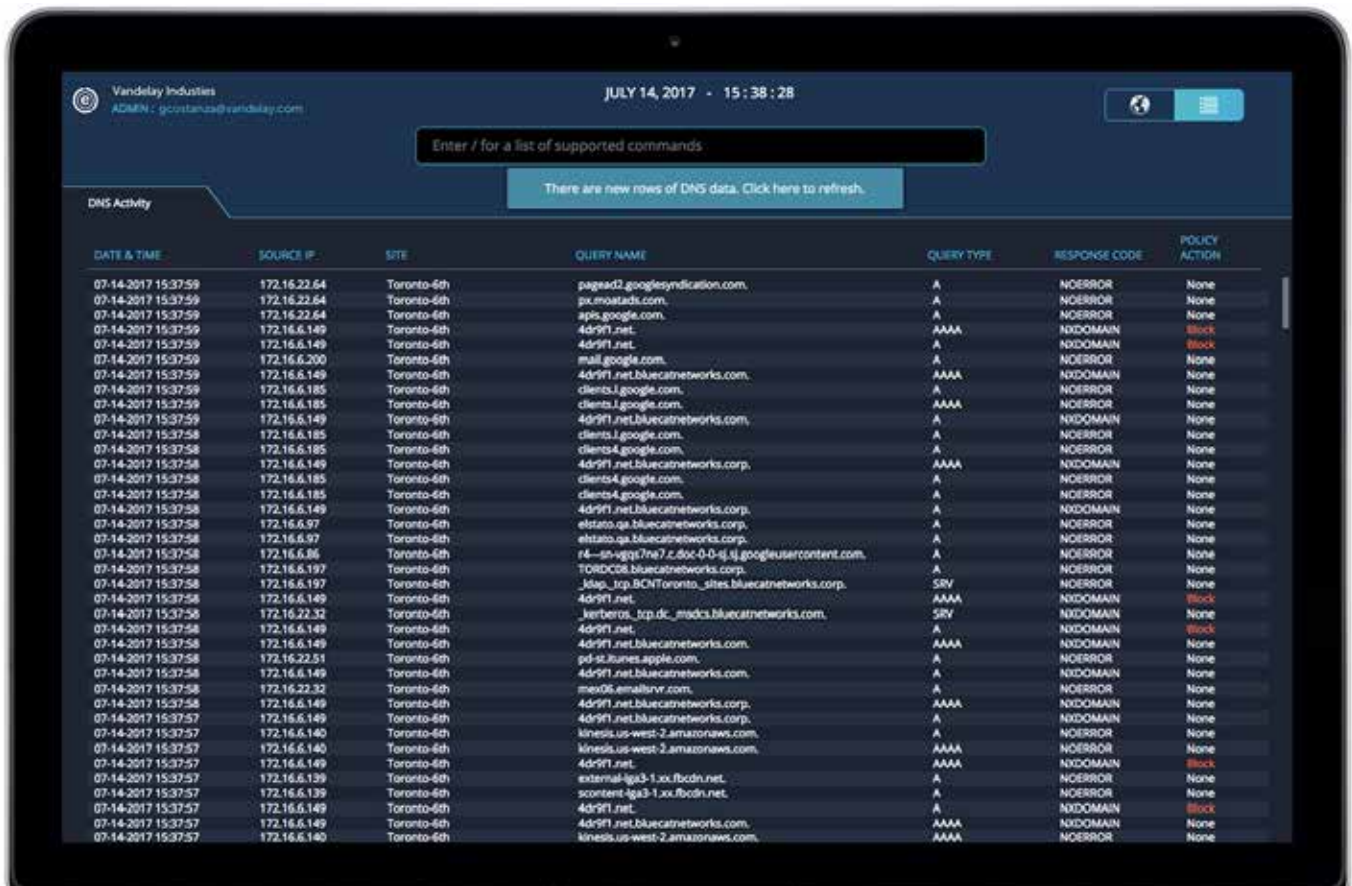 Vandelay Industies
JULY 14, 2017 - 15:38:28
ADMIN: gcostanza@vandelay.com
Enter / for a list of supported commands
There are new rows of DNS data. Click here to refresh.
DNS Activity
DATE & TIME SOURCE IP SITE QUERY NAME QUERY TYPE RESPONSE CODE POLICY ACTION
07-14-2017 15:37:59 172.16.22.64 Toronto-6th pagead2.googlesyndication.com. A NOERROR None
07-14-2017 15:37:59 172.16.22.64 Toronto-6th px.moatads.com. A NOERROR None
07-14-2017 15:37:59 172.16.22.64 Toronto-6th apis.google.com. A NOERROR None
07-14-2017 15:37:59 172.16.6.149 Toronto-6th 4dr9f1.net. AAAA NXDOMAIN Block
07-14-2017 15:37:59 172.16.6.149 Toronto-6th 4dr9f1.net. A NXDOMAIN Block
07-14-2017 15:37:59 172.16.6.200 Toronto-6th mail.google.com. A NOERROR None
07-14-2017 15:37:59 172.16.6.149 Toronto-6th 4dr9f1.net.bluecatnetworks.com. AAAA NXDOMAIN None
07-14-2017 15:37:59 172.16.6.185 Toronto-6th clients.l.google.com. A NOERROR None
07-14-2017 15:37:59 172.16.6.185 Toronto-6th clients.l.google.com. AAAA NOERROR None
07-14-2017 15:37:59 172.16.6.149 Toronto-6th 4dr9f1.net.bluecatnetworks.com. A NXDOMAIN None
07-14-2017 15:37:58 172.16.6.185 Toronto-6th clients.l.google.com. A NOERROR None
07-14-2017 15:37:58 172.16.6.185 Toronto-6th clients4.google.com. A NOERROR None
07-14-2017 15:37:58 172.16.6.149 Toronto-6th 4dr9f1.net.bluecatnetworks.corp. AAAA NXDOMAIN None
07-14-2017 15:37:58 172.16.6.185 Toronto-6th clients4.google.com. A NOERROR None
07-14-2017 15:37:58 172.16.6.185 Toronto-6th clients4.google.com. A NOERROR None
07-14-2017 15:37:58 172.16.6.149 Toronto-6th 4dr9f1.net.bluecatnetworks.corp. A NXDOMAIN None
07-14-2017 15:37:58 172.16.6.97 Toronto-6th elstato.qa.bluecatnetworks.corp. A NOERROR None
07-14-2017 15:37:58 172.16.6.97 Toronto-6th elstato.qa.bluecatnetworks.corp. A NOERROR None
07-14-2017 15:37:58 172.16.6.86 Toronto-6th r4---sn-vgqs7ne7.c.doc-0-0-sj.sj.googleusercontent.com. A NOERROR None
07-14-2017 15:37:58 172.16.6.197 Toronto-6th TORDC08.bluecatnetworks.corp. A NOERROR None
07-14-2017 15:37:58 172.16.6.197 Toronto-6th _ldap._tcp.BCNToronto._sites.bluecatnetworks.corp. SRV NXDOMAIN None
07-14-2017 15:37:58 172.16.6.149 Toronto-6th 4dr9f1.net. AAAA NXDOMAIN Block
07-14-2017 15:37:58 172.16.22.32 Toronto-6th _kerberos._tcp.dc._msdcs.bluecatnetworks.com. SRV NXDOMAIN None
07-14-2017 15:37:58 172.16.6.149 Toronto-6th 4dr9f1.net. A NXDOMAIN Block
07-14-2017 15:37:58 172.16.6.149 Toronto-6th 4dr9f1.net.bluecatnetworks.com. AAAA NXDOMAIN None
07-14-2017 15:37:58 172.16.22.51 Toronto-6th pd-st.itunes.apple.com. A NOERROR None
07-14-2017 15:37:58 172.16.6.149 Toronto-6th 4dr9f1.net.bluecatnetworks.com. A NXDOMAIN None
07-14-2017 15:37:58 172.16.22.32 Toronto-6th mex06.emailsrvr.com. A NOERROR None
07-14-2017 15:37:58 172.16.6.149 Toronto-6th 4dr9f1.net.bluecatnetworks.corp. AAAA NXDOMAIN None
07-14-2017 15:37:57 172.16.6.149 Toronto-6th 4dr9f1.net.bluecatnetworks.corp. A NXDOMAIN None
07-14-2017 15:37:57 172.16.6.140 Toronto-6th kinesis.us-west-2.amazonaws.com. A NOERROR None
07-14-2017 15:37:57 172.16.6.140 Toronto-6th kinesis.us-west-2.amazonaws.com. AAAA NOERROR None
07-14-2017 15:37:57 172.16.6.149 Toronto-6th 4dr9f1.net. AAAA NXDOMAIN Block
07-14-2017 15:37:57 172.16.6.139 Toronto-6th external-lga3-1.xx.fbcdn.net. A NOERROR None
07-14-2017 15:37:57 172.16.6.139 Toronto-6th scontent-lga3-1.xx.fbcdn.net. A NOERROR None
07-14-2017 15:37:57 172.16.6.149 Toronto-6th 4dr9f1.net. A NXDOMAIN Block
07-14-2017 15:37:57 172.16.6.149 Toronto-6th 4dr9f1.net.bluecatnetworks.com. AAAA NXDOMAIN None
07-14-2017 15:37:57 172.16.6.140 Toronto-6th kinesis.us-west-2.amazonaws.com. AAAA NOERROR None